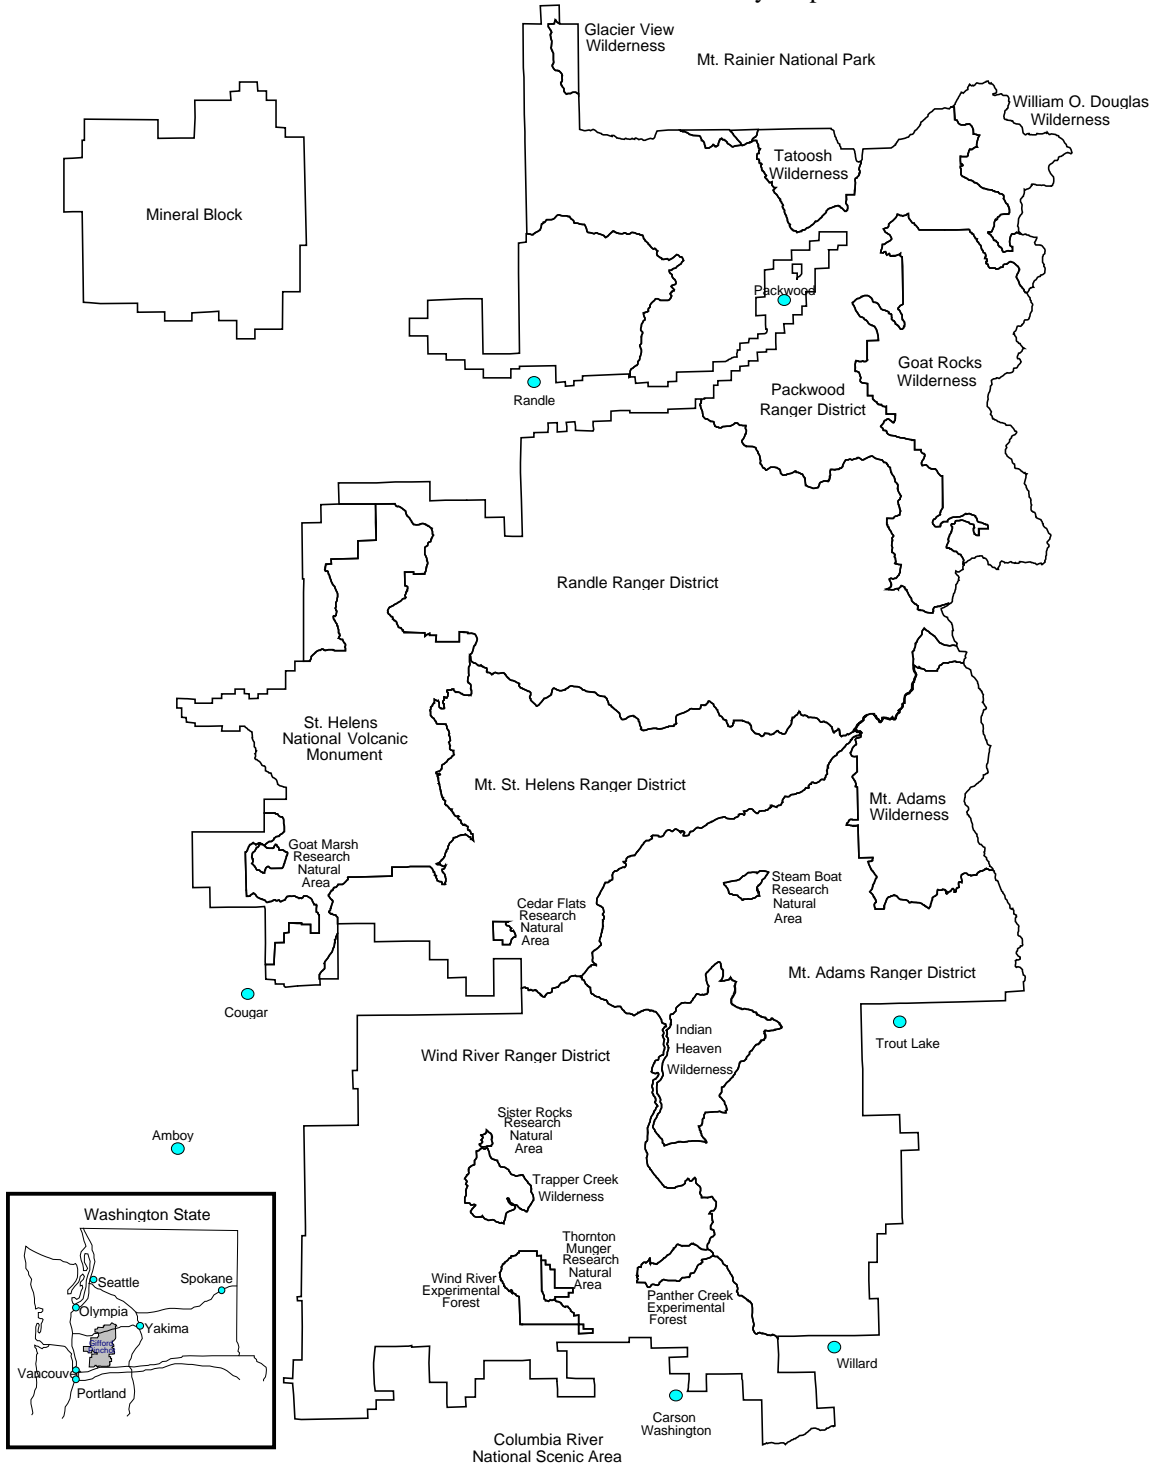 Glacier View
Wilderness
Mt. Rainier National Park
William O. Douglas
Wilderness
Tatoosh
Wilderness
Mineral Block
Packwood
Goat Rocks
Wilderness
Randle
Packwood
Ranger District
Randle Ranger District
St. Helens
National Volcanic
Monument
Mt. St. Helens Ranger District
Mt. Adams
Wilderness
Goat Marsh
Research
Natural
Area
Steam Boat
Research
Natural
Area
Cedar Flats
Research
Natural
Area
Mt. Adams Ranger District
Cougar
Trout Lake
Indian
Heaven
Wilderness
Wind River Ranger District
Sister Rocks
Research
Natural
Area
Amboy
Trapper Creek
Wilderness
Thornton
Munger
Research
Natural
Area
Wind River
Experimental
Forest
Panther Creek
Experimental
Forest
Willard
Carson
Washington
Columbia River
National Scenic Area
Washington State
Seattle
Spokane
Olympia
Yakima
Gifford
Vancouver
Portland